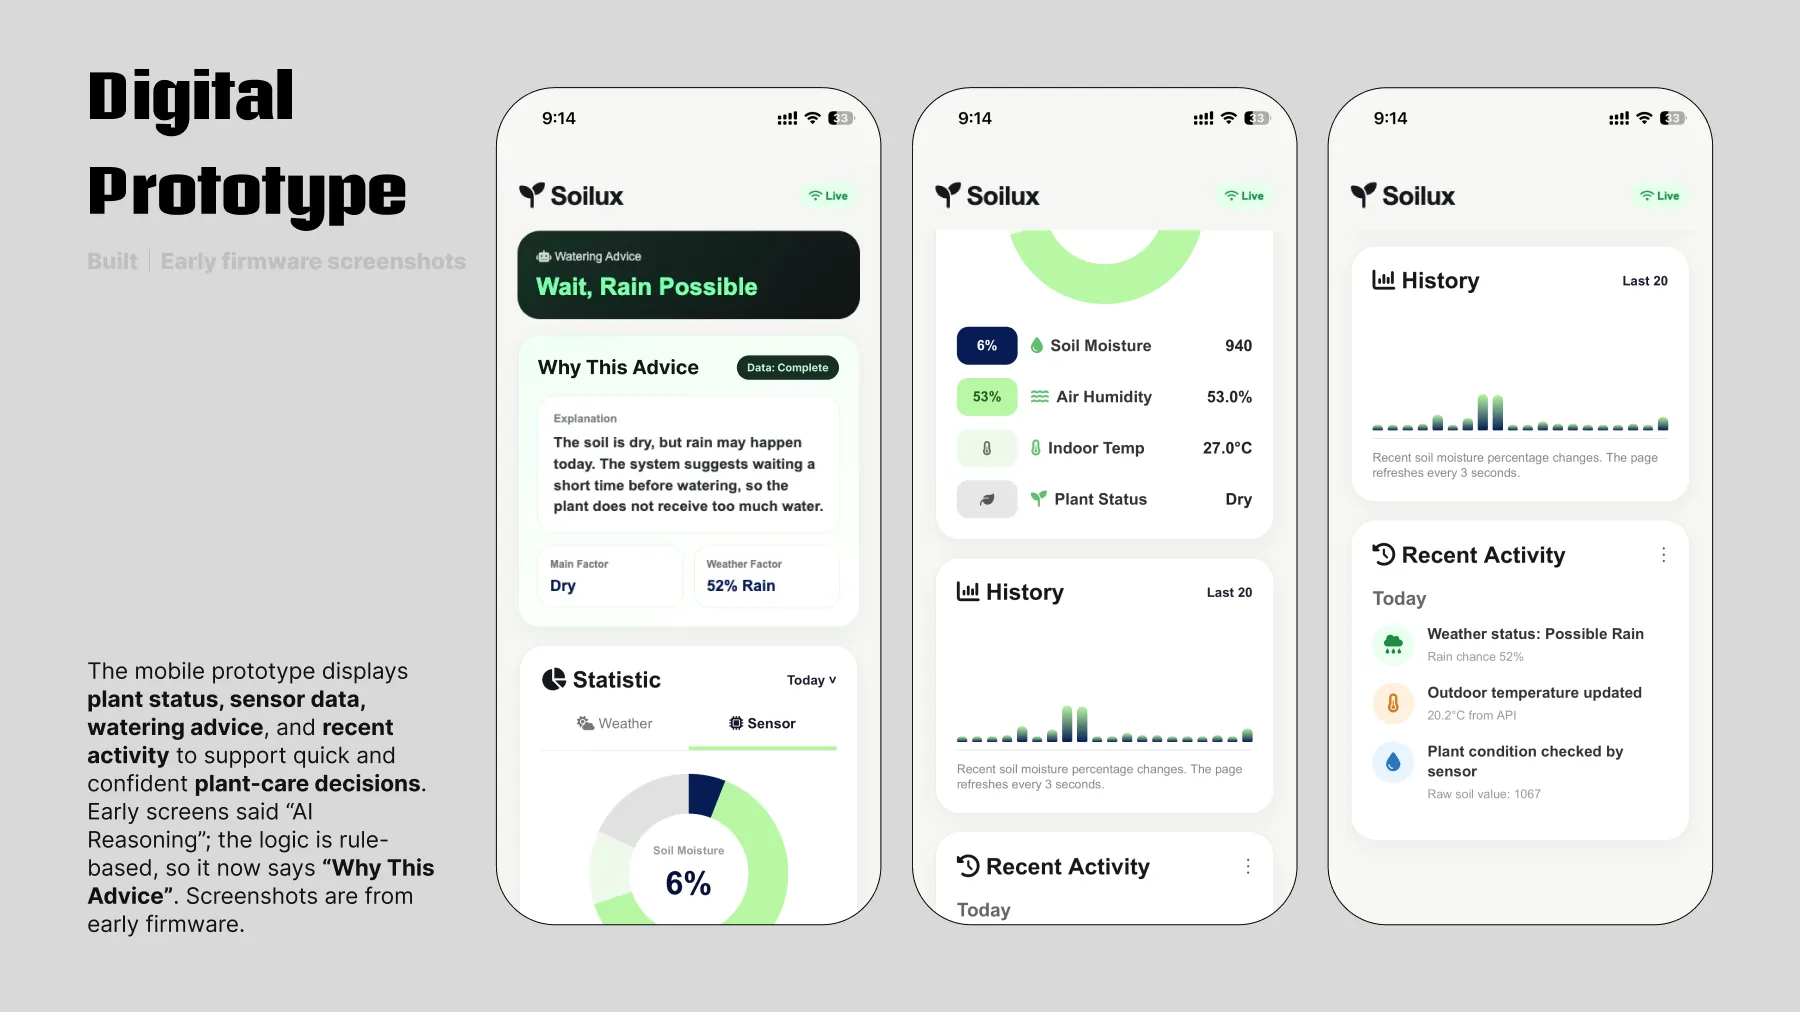 Digital
Prototype
Built | Early firmware screenshots
The mobile prototype displays
plant status, sensor data,
watering advice, and recent
activity to support quick and
confident plant-care decisions.
Early screens said “AI
Reasoning”; the logic is rule-
based, so it now says “Why This
Advice”. Screenshots are from
early firmware.
9:14
33
Soilux
Live
Watering Advice
Wait, Rain Possible
Why This Advice
Data: Complete
Explanation
The soil is dry, but rain may happen
today. The system suggests waiting a
short time before watering, so the
plant does not receive too much water.
Main Factor
Dry
Weather Factor
52% Rain
Statistic
Today v
Weather
Sensor
Soil Moisture
6%
9:14
33
Soilux
Live
6% Soil Moisture 940
53% Air Humidity 53.0%
Indoor Temp 27.0°C
Plant Status Dry
History
Last 20
Recent soil moisture percentage changes. The page
refreshes every 3 seconds.
Recent Activity
Today
9:14
33
Soilux
Live
History
Last 20
Recent soil moisture percentage changes. The page
refreshes every 3 seconds.
Recent Activity
Today
Weather status: Possible Rain
Rain chance 52%
Outdoor temperature updated
20.2°C from API
Plant condition checked by
sensor
Raw soil value: 1067